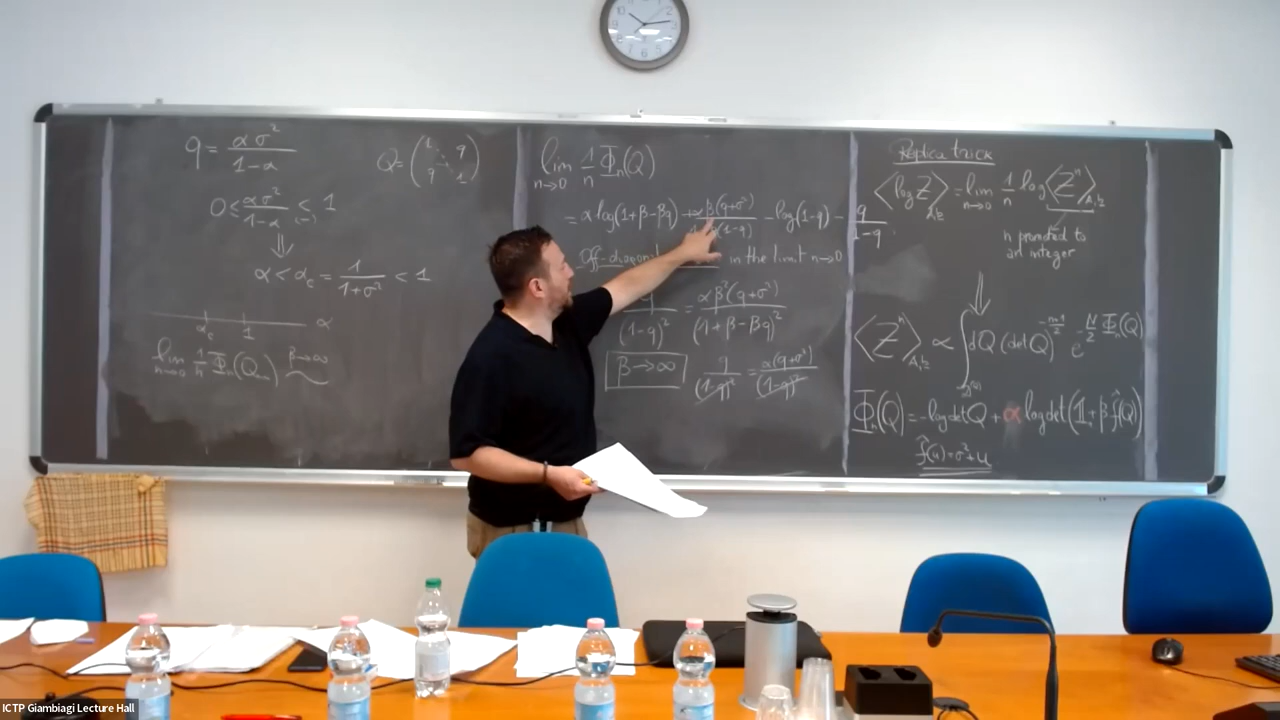 q = ασ² / (1-α)
Q = (1 q ⋱ q 1)
0 ≤ ασ² / (1-α) ≤ 1
(-)
⇓
α < α_c = 1 / (1+σ²) < 1
α_c 1 α
lim_{n→0} 1/n Φ_n(Q) β→∞
lim_{n→0} 1/n Φ_n(Q)
= α log(1+β-βq) + αβ(q+σ²) / (1-q) - log(1-q) - q / (1-q)
Off-diagonal in the limit n→0
q / (1-q)² = αβ²(q+σ²) / (1+β-βq)²
β→∞ q / (1-q)² = α(q+σ²) / (1-q)²
Replica trick
⟨log Z⟩_{A,z} = lim_{n→0} 1/n log⟨Zⁿ⟩_{A,z}
n promoted to
an integer
⇓
⟨Zⁿ⟩_{A,z} ∝ ∫ dQ (det Q)^{-n-1/2} e^{-N/2 Φ_n(Q)}
Φ_n(Q) = -log det Q + α log det(𝟙_n + β f̂(Q))
f̂(u) = σ² + u
ICTP Giambiagi Lecture Hall